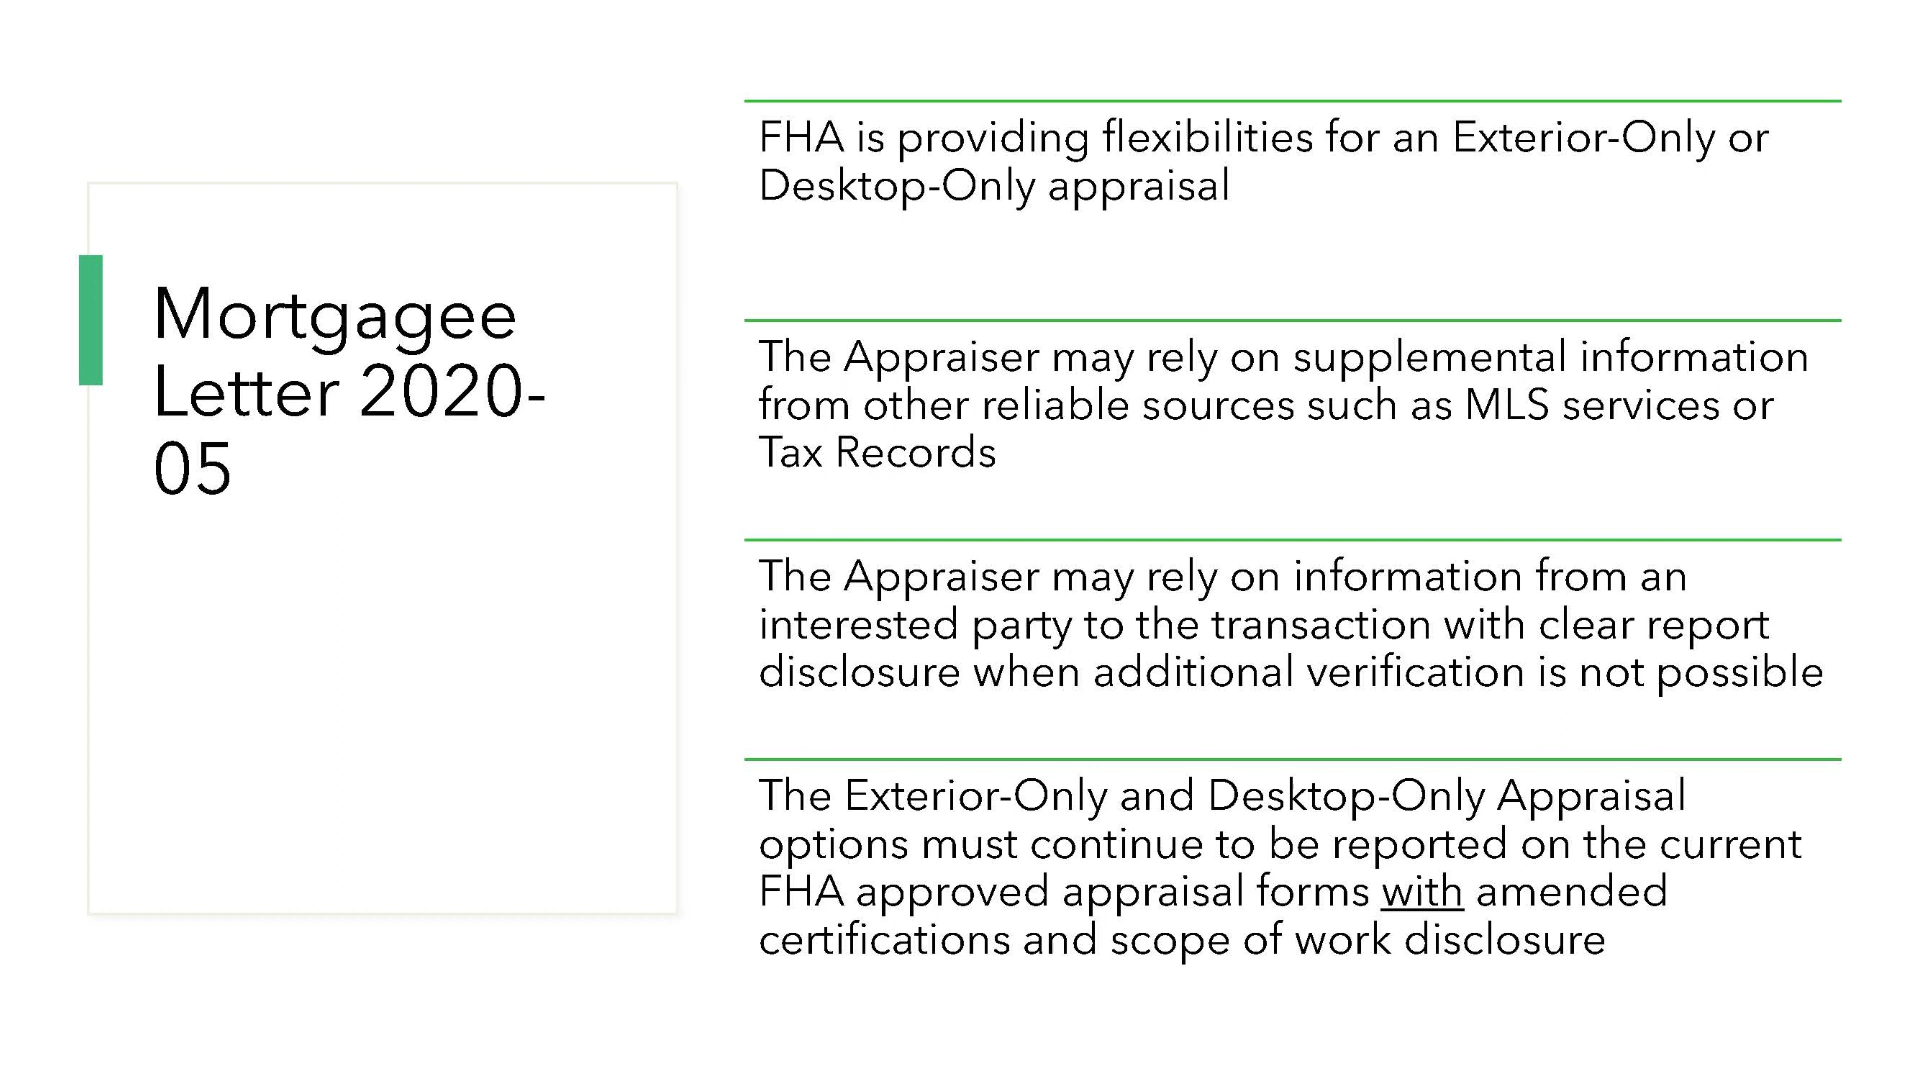 Mortgagee
Letter 2020-
05
FHA is providing flexibilities for an Exterior-Only or
Desktop-Only appraisal
The Appraiser may rely on supplemental information
from other reliable sources such as MLS services or
Tax Records
The Appraiser may rely on information from an
interested party to the transaction with clear report
disclosure when additional verification is not possible
The Exterior-Only and Desktop-Only Appraisal
options must continue to be reported on the current
FHA approved appraisal forms with amended
certifications and scope of work disclosure